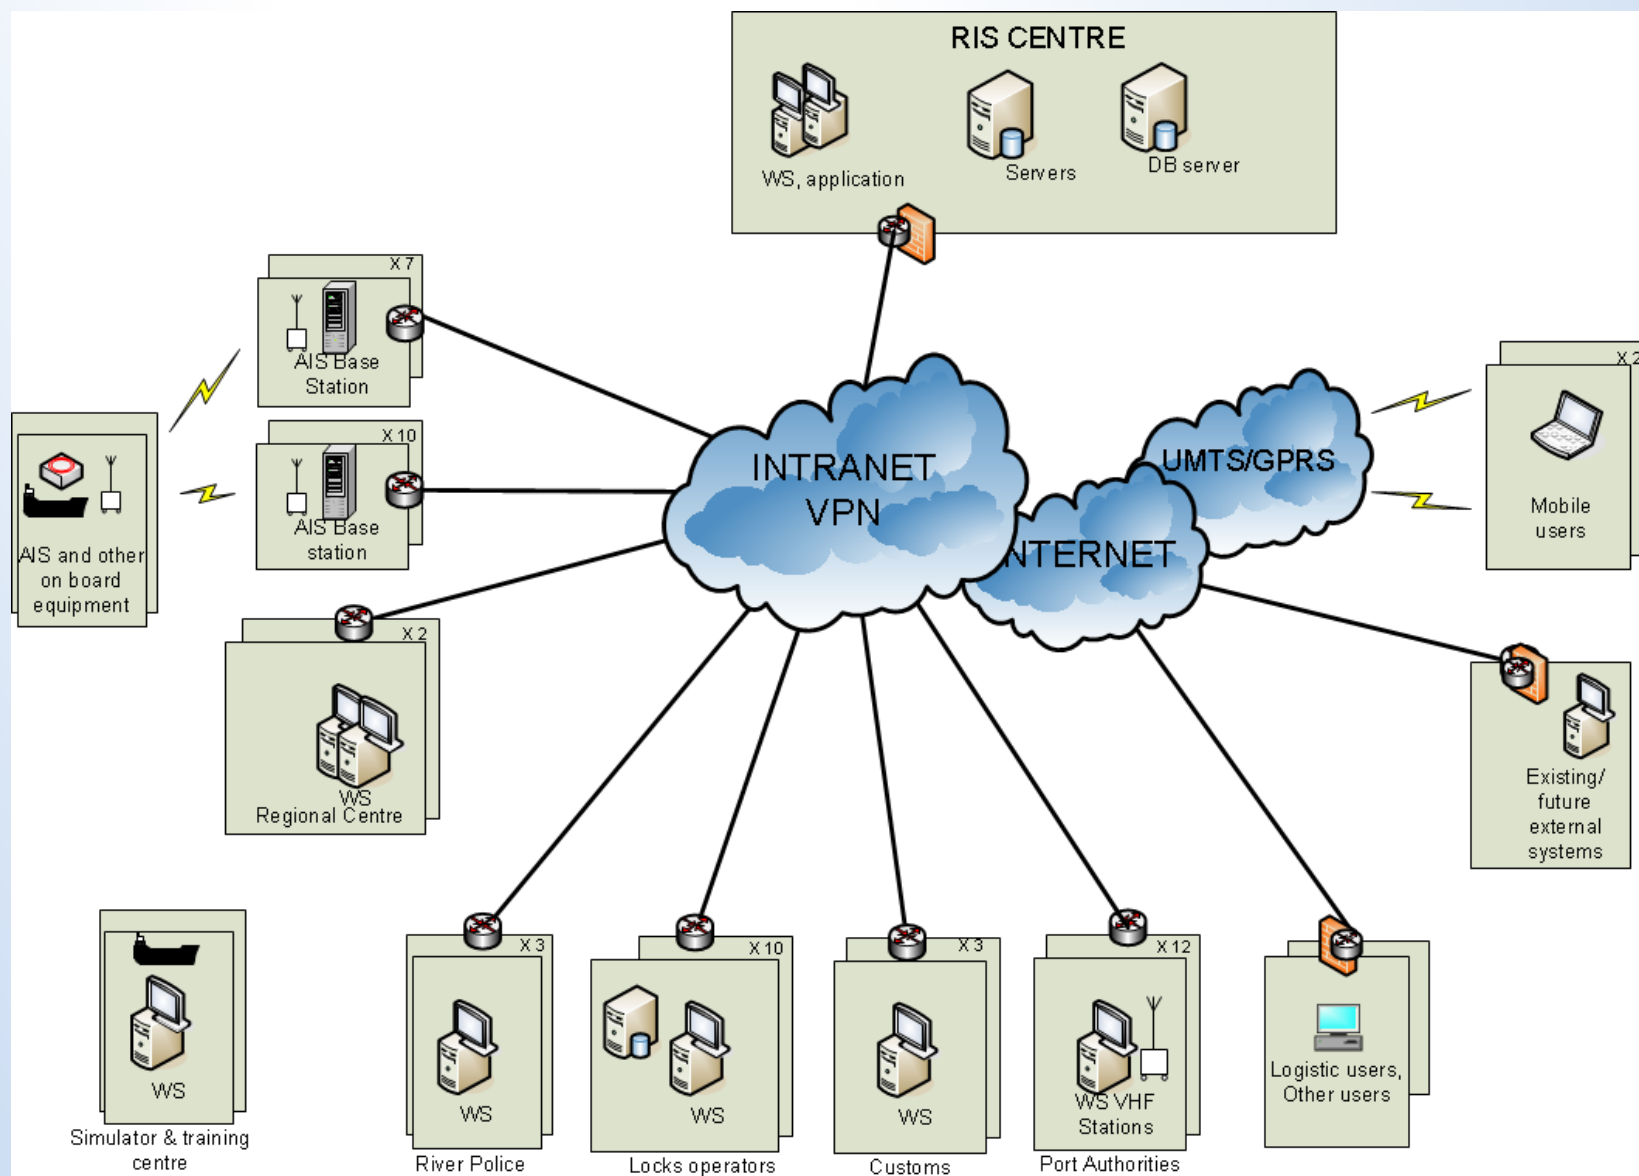 RIS CENTRE
WS, application
Servers
DB server
X 7
AIS Base
Station
X 10
AIS Base
station
AIS and other
on board
equipment
INTRANET
VPN
INTERNET
UMTS/GPRS
X 2
Mobile
users
X 2
WS
Regional Centre
Existing/
future
external
systems
WS
Simulator & training
centre
X 3
WS
River Police
X 10
WS
Locks operators
X 3
WS
Customs
X 12
WS VHF
Stations
Port Authorities
Logistic users,
Other users